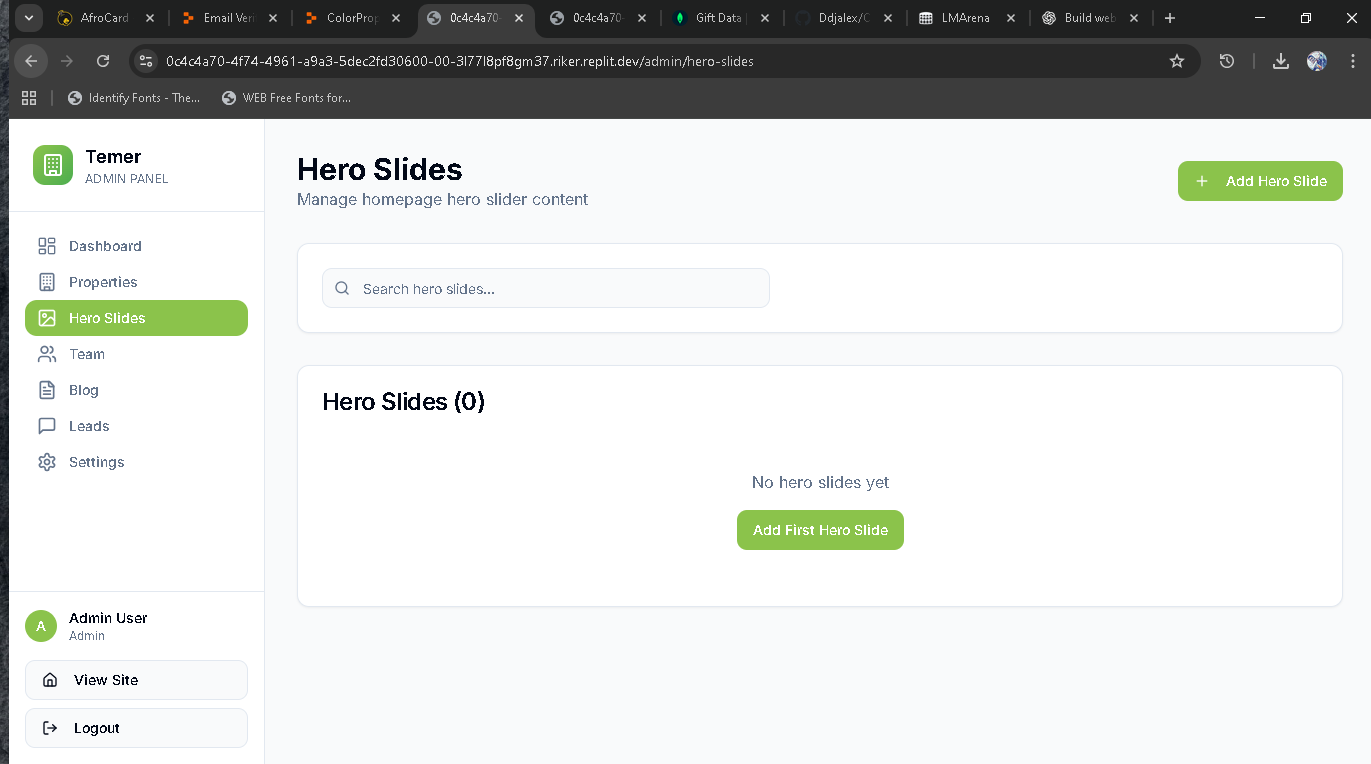 AfroCard
Email Veri
ColorProp
0c4c4a70-
0c4c4a70-
Gift Data
Ddjalex/C
LMArena
Build web
0c4c4a70-4f74-4961-a9a3-5dec2fd30600-00-3l77l8pf8gm37.riker.replit.dev/admin/hero-slides
Identify Fonts - The...
WEB Free Fonts for...
Temer
ADMIN PANEL
Dashboard
Properties
Hero Slides
Team
Blog
Leads
Settings
Admin User
A
Admin
View Site
Logout
Hero Slides
Manage homepage hero slider content
Add Hero Slide
Search hero slides...
Hero Slides (0)
No hero slides yet
Add First Hero Slide